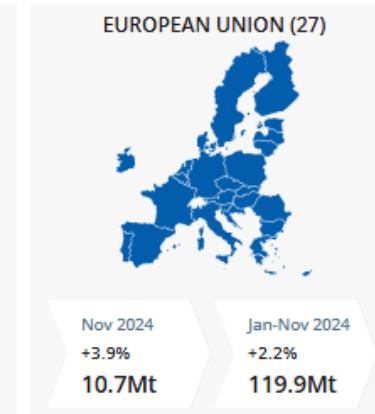 EUROPEAN UNION (27)
Nov 2024
+3.9%
10.7Mt
Jan-Nov 2024
+2.2%
119.9Mt